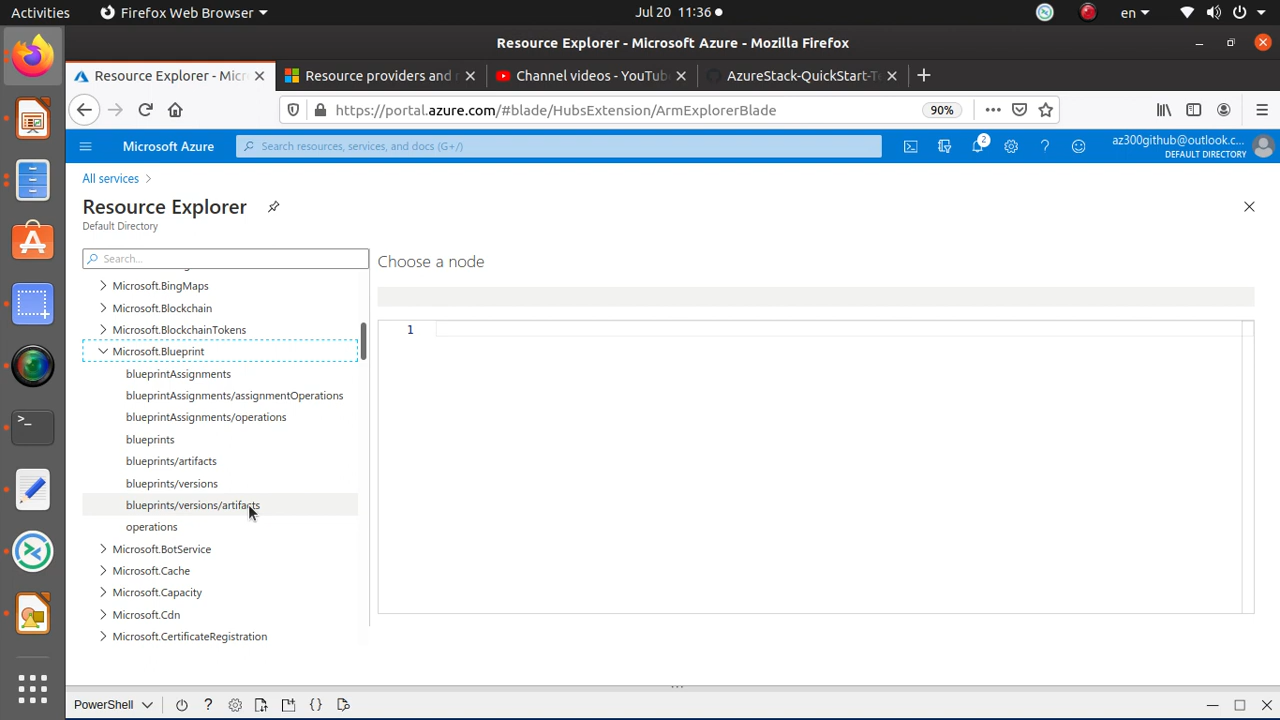 Activities
Firefox Web Browser
Jul 20 11:36
en
Resource Explorer - Microsoft Azure - Mozilla Firefox
Resource Explorer - Micr
Resource providers and r
Channel videos - YouTub
AzureStack-QuickStart-Te
https://portal.azure.com/#blade/HubsExtension/ArmExplorerBlade
90%
Microsoft Azure
Search resources, services, and docs (G+/)
2
az300github@outlook.c...
DEFAULT DIRECTORY
All services
Resource Explorer
Default Directory
Search...
Choose a node
Microsoft.BingMaps
Microsoft.Blockchain
Microsoft.BlockchainTokens
1
Microsoft.Blueprint
blueprintAssignments
blueprintAssignments/assignmentOperations
blueprintAssignments/operations
blueprints
blueprints/artifacts
blueprints/versions
blueprints/versions/artifacts
operations
Microsoft.BotService
Microsoft.Cache
Microsoft.Capacity
Microsoft.Cdn
Microsoft.CertificateRegistration
PowerShell